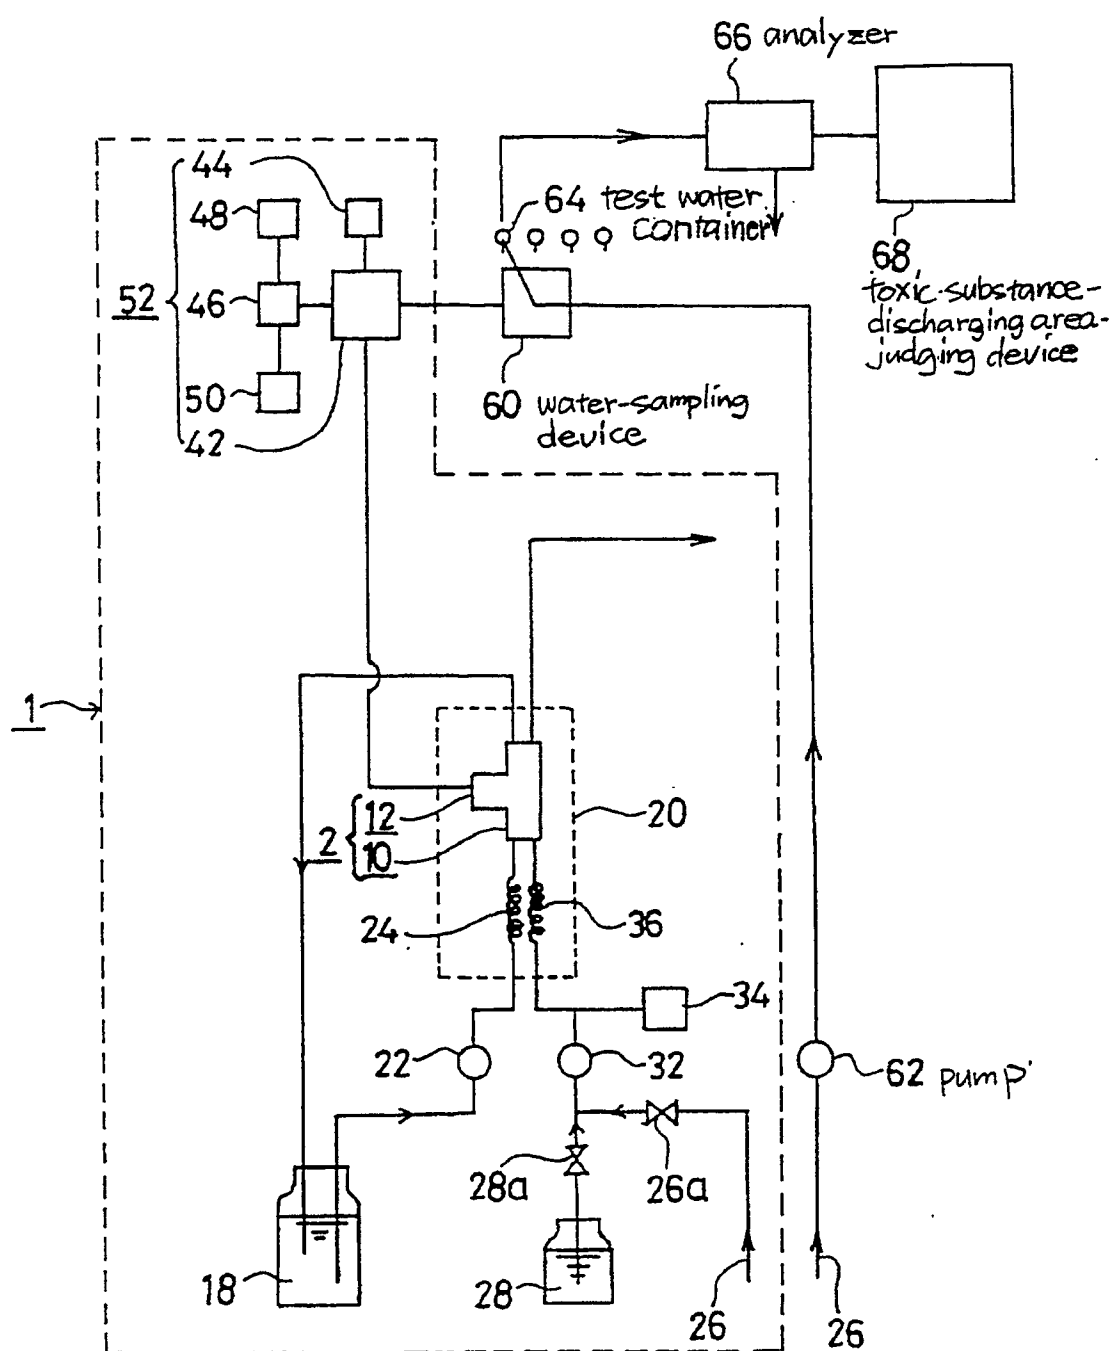 66 analyzer
44
48
46
52
50
42
64 test water
container
68
toxic-substance-
discharging area-
judging device
60 water-sampling
device
1
12
2
10
20
24
36
34
22
32
62 pump
28a
26a
18
28
26
26